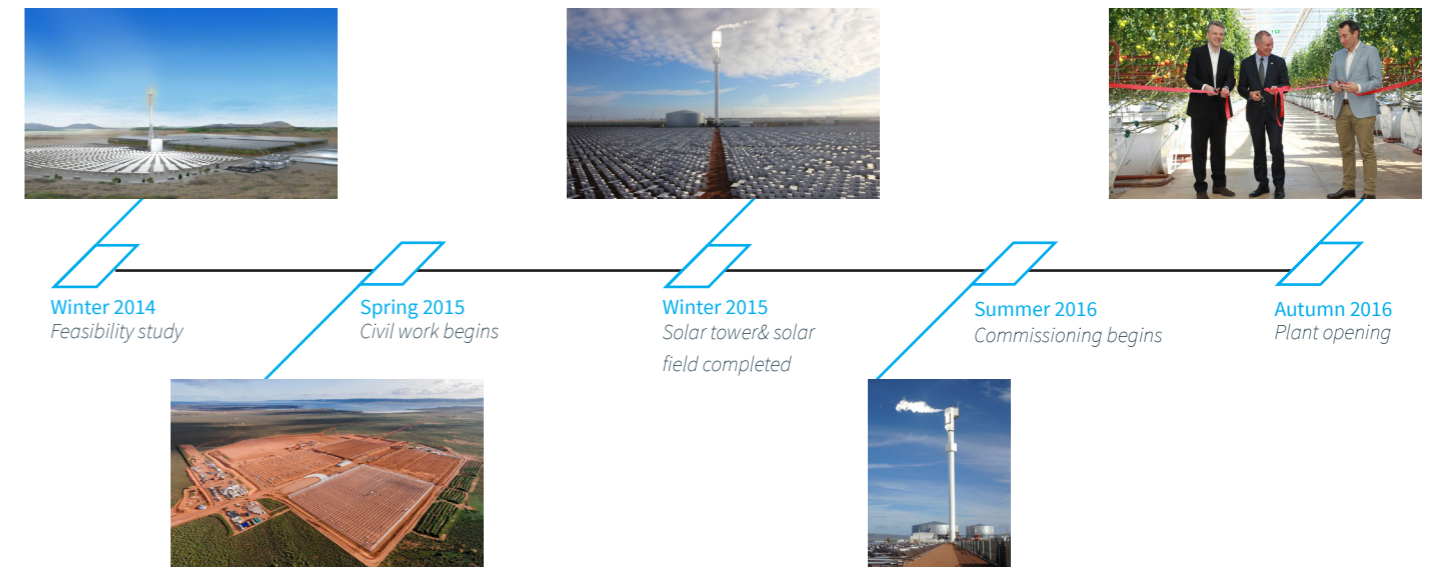 Winter 2014
Feasibility study
Spring 2015
Civil work begins
Winter 2015
Solar tower& solar
field completed
Summer 2016
Commissioning begins
Autumn 2016
Plant opening